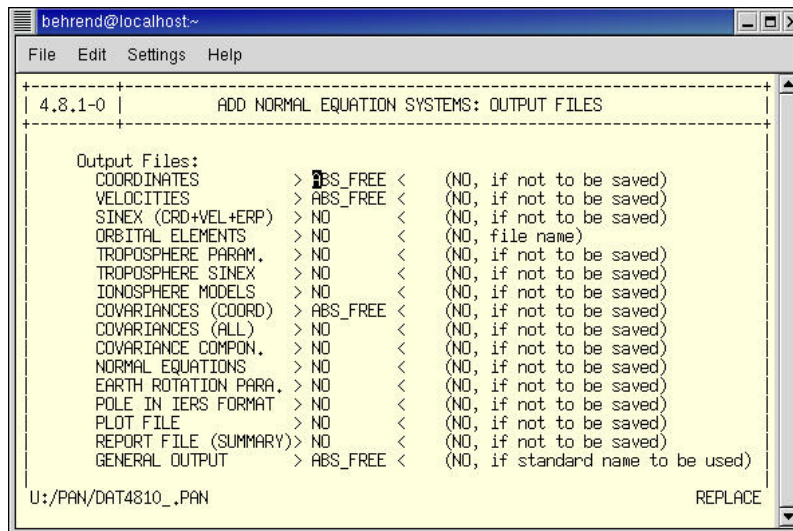 behrend@localhost:~
File Edit Settings Help
4.8.1-0 | ADD NORMAL EQUATION SYSTEMS: OUTPUT FILES
Output Files:
COORDINATES > ABS_FREE < (NO, if not to be saved)
VELOCITIES > ABS_FREE < (NO, if not to be saved)
SINEX (CRD+VEL+ERP) > NO < (NO, if not to be saved)
ORBITAL ELEMENTS > NO < (NO, file name)
TROPOSPHERE PARAM. > NO < (NO, if not to be saved)
TROPOSPHERE SINEX > NO < (NO, if not to be saved)
IONOSPHERE MODELS > NO < (NO, if not to be saved)
COVARIANCES (COORD) > ABS_FREE < (NO, if not to be saved)
COVARIANCES (ALL) > NO < (NO, if not to be saved)
COVARIANCE COMPON. > NO < (NO, if not to be saved)
NORMAL EQUATIONS > NO < (NO, if not to be saved)
EARTH ROTATION PARA. > NO < (NO, if not to be saved)
POLE IN IERS FORMAT > NO < (NO, if not to be saved)
PLOT FILE > NO < (NO, if not to be saved)
REPORT FILE (SUMMARY)> NO < (NO, if not to be saved)
GENERAL OUTPUT > ABS_FREE < (NO, if standard name to be used)
U:/PAN/DAT4810_.PAN REPLACE